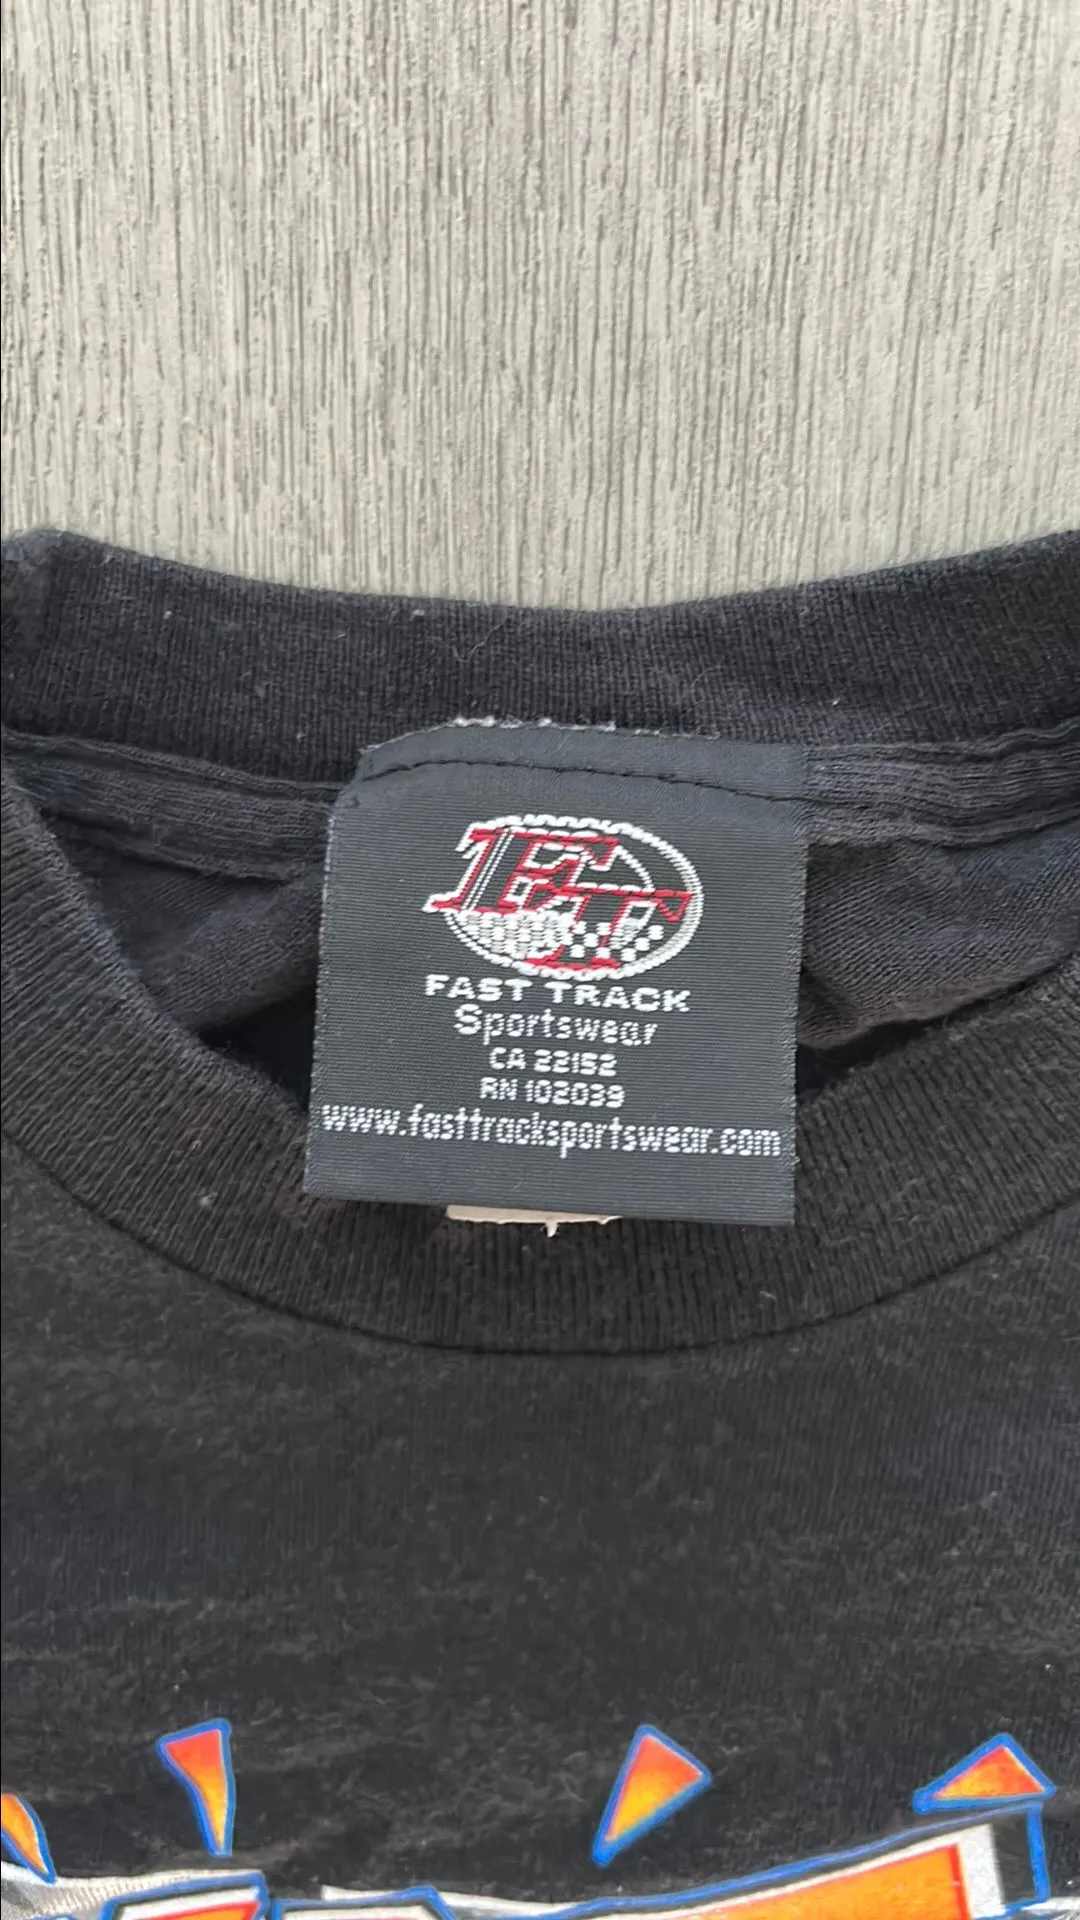 FT
FAST TRACK
Sportswear
CA 22152
RN 102039
www.fasttracksportswear.com